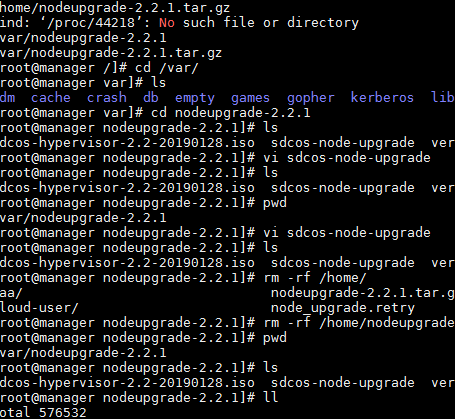 home/nodeupgrade-2.2.1.tar.gz
ind: ‘/proc/44218’: No such file or directory
var/nodeupgrade-2.2.1
var/nodeupgrade-2.2.1.tar.gz
root@manager /]# cd /var/
root@manager var]# ls
dm cache crash db empty games gopher kerberos lib
root@manager var]# cd nodeupgrade-2.2.1
root@manager nodeupgrade-2.2.1]# ls
dcos-hypervisor-2.2-20190128.iso sdcos-node-upgrade ver
root@manager nodeupgrade-2.2.1]# vi sdcos-node-upgrade
root@manager nodeupgrade-2.2.1]# ls
dcos-hypervisor-2.2-20190128.iso sdcos-node-upgrade ver
root@manager nodeupgrade-2.2.1]# pwd
var/nodeupgrade-2.2.1
root@manager nodeupgrade-2.2.1]# vi sdcos-node-upgrade
root@manager nodeupgrade-2.2.1]# ls
dcos-hypervisor-2.2-20190128.iso sdcos-node-upgrade ver
root@manager nodeupgrade-2.2.1]# rm -rf /home/
aa/ nodeupgrade-2.2.1.tar.g
loud-user/ node_upgrade.retry
root@manager nodeupgrade-2.2.1]# rm -rf /home/nodeupgrade
root@manager nodeupgrade-2.2.1]# pwd
var/nodeupgrade-2.2.1
root@manager nodeupgrade-2.2.1]# ls
dcos-hypervisor-2.2-20190128.iso sdcos-node-upgrade ver
root@manager nodeupgrade-2.2.1]# ll
otal 576532